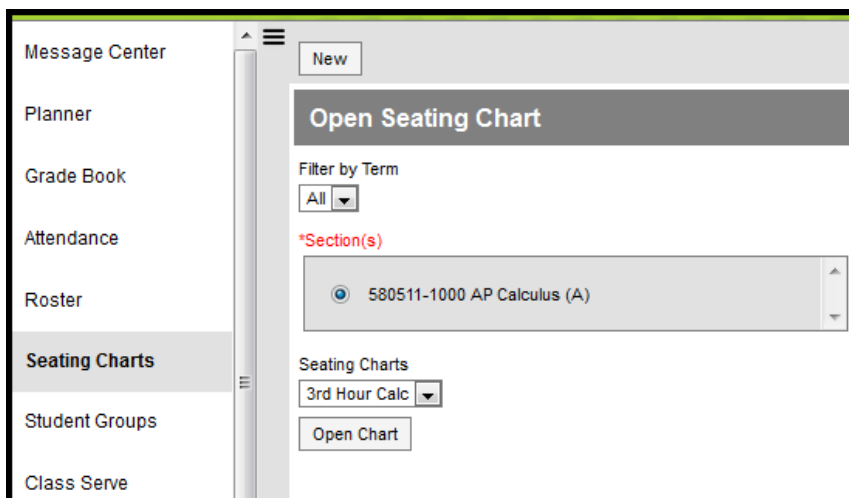 Message Center
Planner
Grade Book
Attendance
Roster
Seating Charts
Student Groups
Class Serve
New
Open Seating Chart
Filter by Term
All
*Section(s)
580511-1000 AP Calculus (A)
Seating Charts
3rd Hour Calc
Open Chart